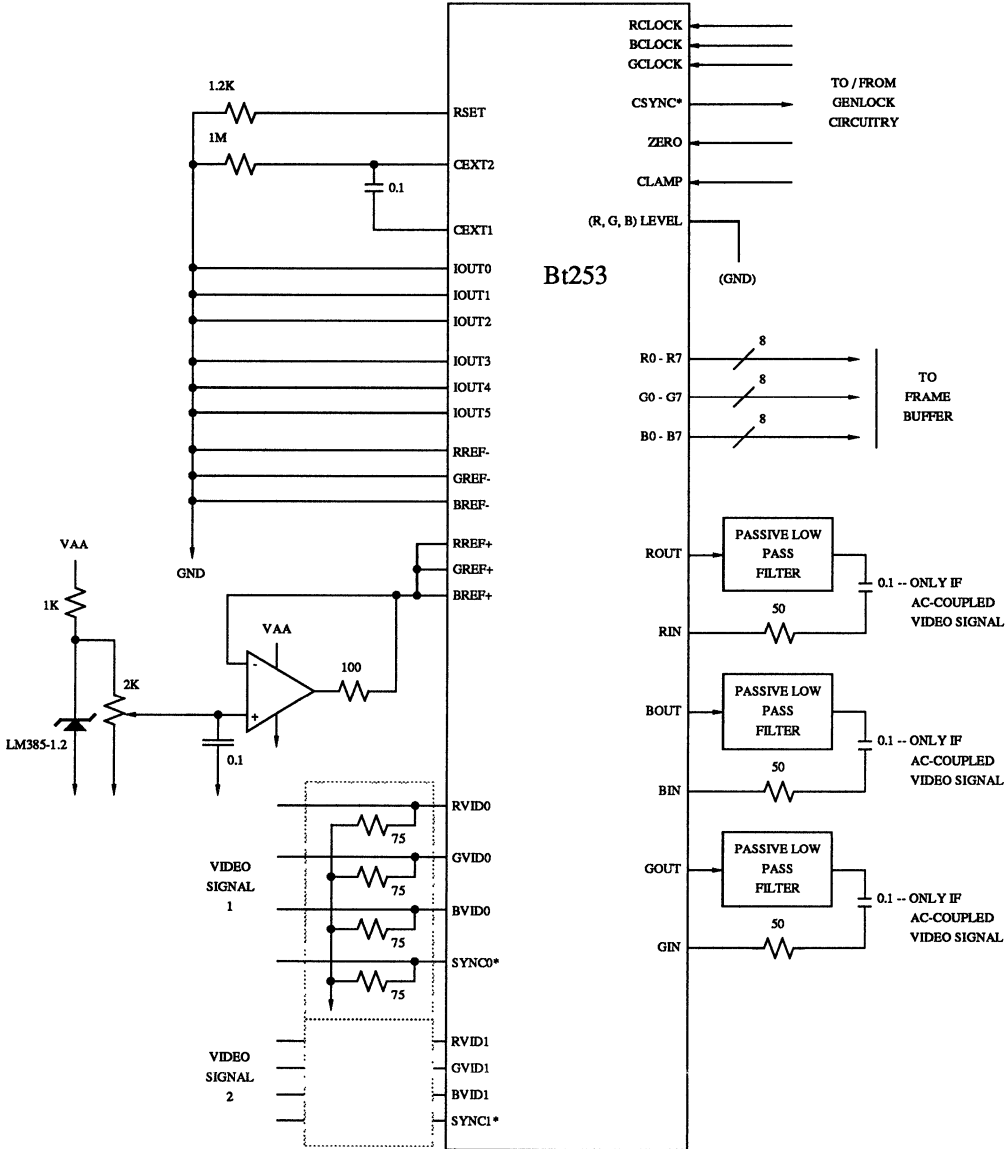 RCLOCK
BCLOCK
GCLOCK
CSYNC*
ZERO
CLAMP
(R, G, B) LEVEL
(GND)
TO / FROM
GENLOCK
CIRCUITRY
1.2K
RSET
1M
CEXT2
0.1
CEXT1
IOUT0
IOUT1
IOUT2
IOUT3
IOUT4
IOUT5
RREF-
GREF-
BREF-
GND
RREF+
GREF+
BREF+
Bt253
R0 - R7
8
G0 - G7
8
B0 - B7
8
TO
FRAME
BUFFER
VAA
1K
2K
LM385-1.2
0.1
VAA
-
+
100
ROUT
PASSIVE LOW
PASS
FILTER
0.1 -- ONLY IF
AC-COUPLED
VIDEO SIGNAL
50
RIN
BOUT
PASSIVE LOW
PASS
FILTER
0.1 -- ONLY IF
AC-COUPLED
VIDEO SIGNAL
50
BIN
GOUT
PASSIVE LOW
PASS
FILTER
0.1 -- ONLY IF
AC-COUPLED
VIDEO SIGNAL
50
GIN
VIDEO
SIGNAL
1
RVID0
75
GVID0
75
BVID0
75
SYNC0*
75
VIDEO
SIGNAL
2
RVID1
GVID1
BVID1
SYNC1*